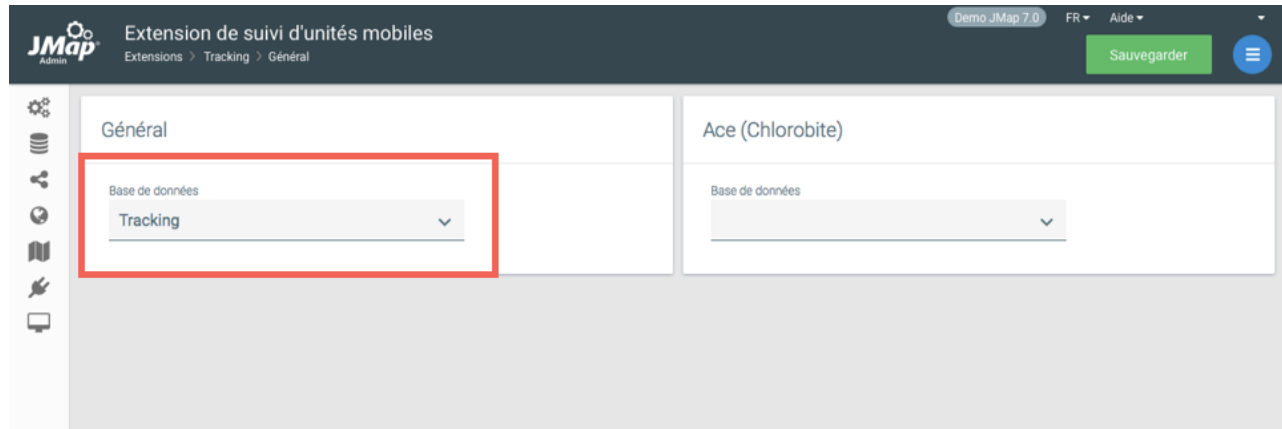 JMap
Admin
Extension de suivi d'unités mobiles
Extensions > Tracking > Général
Demo JMap 7.0
FR
Aide
Sauvegarder
Général
Base de données
Tracking
Ace (Chlorobite)
Base de données